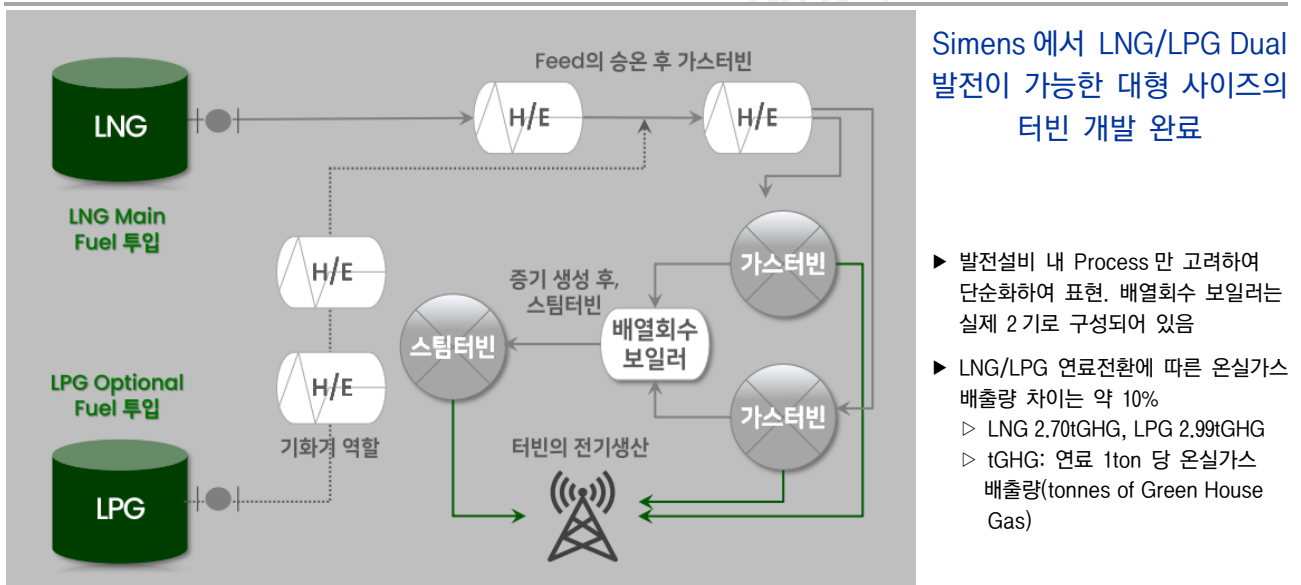 Feed의 승온 후 가스터빈
LNG
H/E
H/E
LNG Main
Fuel 투입
H/E
가스터빈
증기 생성 후,
스팀터빈
배열회수
보일러
스팀터빈
LPG Optional
Fuel 투입
H/E
가스터빈
기화기 역할
터빈의 전기생산
LPG
Simens 에서 LNG/LPG Dual
발전이 가능한 대형 사이즈의
터빈 개발 완료
▶ 발전설비 내 Process 만 고려하여
단순화하여 표현. 배열회수 보일러는
실제 2 기로 구성되어 있음
▶ LNG/LPG 연료전환에 따른 온실가스
배출량 차이는 약 10%
▷ LNG 2.70tGHG, LPG 2.99tGHG
▷ tGHG: 연료 1ton 당 온실가스
배출량(tonnes of Green House
Gas)